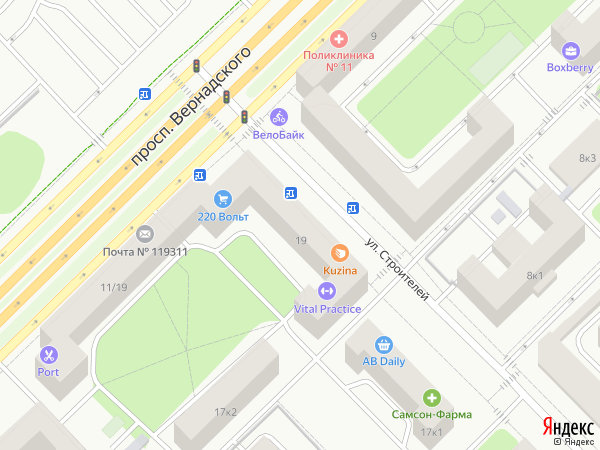 9
Поликлиника
№ 11
Boxberry
просп. Вернадского
ВелоБайк
8к3
220 Вольт
19
ул. Строителей
Почта № 119311
Kuzina
8к1
11/19
Vital Practice
Port
AB Daily
17к2
Самсон-Фарма
17к1
Яндекс
© Яндекс